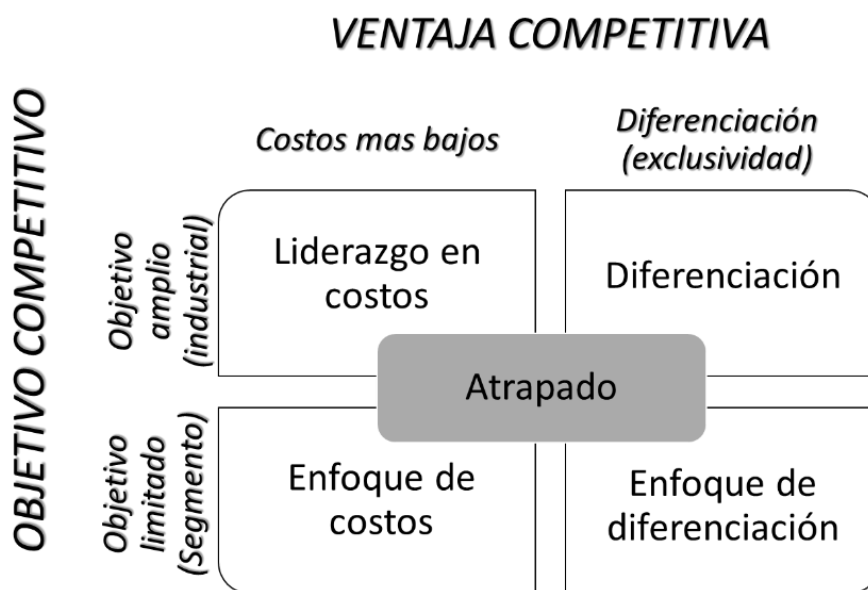 VENTAJA COMPETITIVA
OBJETIVO COMPETITIVO
Costos mas bajos
Diferenciación
(exclusividad)
Objetivo
amplio
(industrial)
Liderazgo en
costos
Diferenciación
Atrapado
Objetivo
limitado
(Segmento)
Enfoque de
costos
Enfoque de
diferenciación